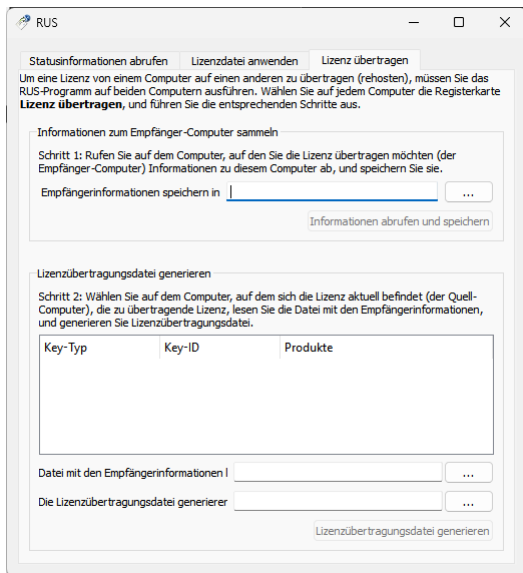 RUS
Statusinformationen abrufen
Lizenzdatei anwenden
Lizenz übertragen
Um eine Lizenz von einem Computer auf einen anderen zu übertragen (rehosten), müssen Sie das
RUS-Programm auf beiden Computern ausführen. Wählen Sie auf jedem Computer die Registerkarte
Lizenz übertragen, und führen Sie die entsprechenden Schritte aus.
Informationen zum Empfänger-Computer sammeln
Schritt 1: Rufen Sie auf dem Computer, auf den Sie die Lizenz übertragen möchten (der
Empfänger-Computer) Informationen zu diesem Computer ab, und speichern Sie sie.
Empfängerinformationen speichern in
...
Informationen abrufen und speichern
Lizenzübertragungsdatei generieren
Schritt 2: Wählen Sie auf dem Computer, auf dem sich die Lizenz aktuell befindet (der Quell-
Computer), die zu übertragende Lizenz, lesen Sie die Datei mit den Empfängerinformationen,
und generieren Sie Lizenzübertragungsdatei.
Key-Typ
Key-ID
Produkte
Datei mit den Empfängerinformationen l
...
Die Lizenzübertragungsdatei generierer
...
Lizenzübertragungsdatei generieren